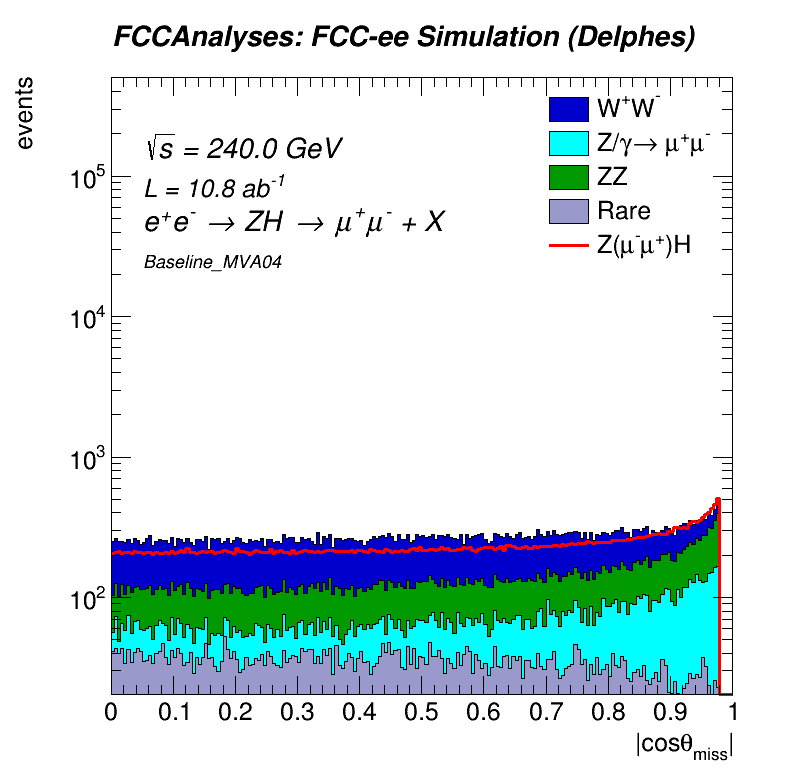 FCCAnalyses: FCC-ee Simulation (Delphes)
events
√s = 240.0 GeV
L = 10.8 ab⁻¹
e⁺e⁻ → ZH → μ⁺μ⁻ + X
Baseline_MVA04
W⁺W⁻
Z/γ→ μ⁺μ⁻
ZZ
Rare
Z(μ⁻μ⁺)H
10⁵
10⁴
10³
10²
0 0.1 0.2 0.3 0.4 0.5 0.6 0.7 0.8 0.9 1
|cosθ_miss|